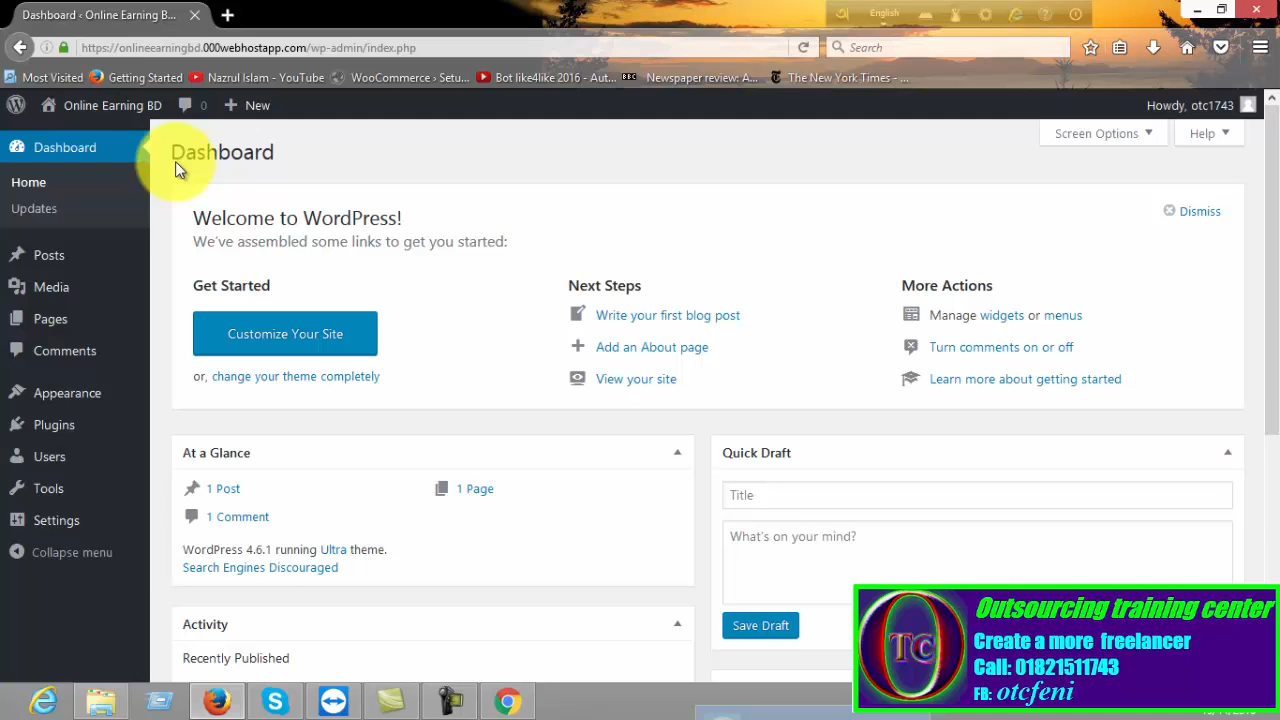 Dashboard ‹ Online Earning B...
English
https://onlineearningbd.000webhostapp.com/wp-admin/index.php
Search
Most Visited
Getting Started
Nazrul Islam - YouTube
WooCommerce › Setu...
Bot like4like 2016 - Aut...
BBC
Newspaper review: A...
The New York Times - ...
Online Earning BD
0
New
Howdy, otc1743
Dashboard
Home
Updates
Posts
Media
Pages
Comments
Appearance
Plugins
Users
Tools
Settings
Collapse menu
Dashboard
Screen Options
Help
Welcome to WordPress!
Dismiss
We've assembled some links to get you started:
Get Started
Customize Your Site
or, change your theme completely
Next Steps
Write your first blog post
Add an About page
View your site
More Actions
Manage widgets or menus
Turn comments on or off
Learn more about getting started
At a Glance
1 Post
1 Page
1 Comment
WordPress 4.6.1 running Ultra theme.
Search Engines Discouraged
Activity
Recently Published
Quick Draft
Title
What's on your mind?
Save Draft
OTC
Outsourcing training center
Create a more freelancer
Call: 01821511743
FB: otcfeni